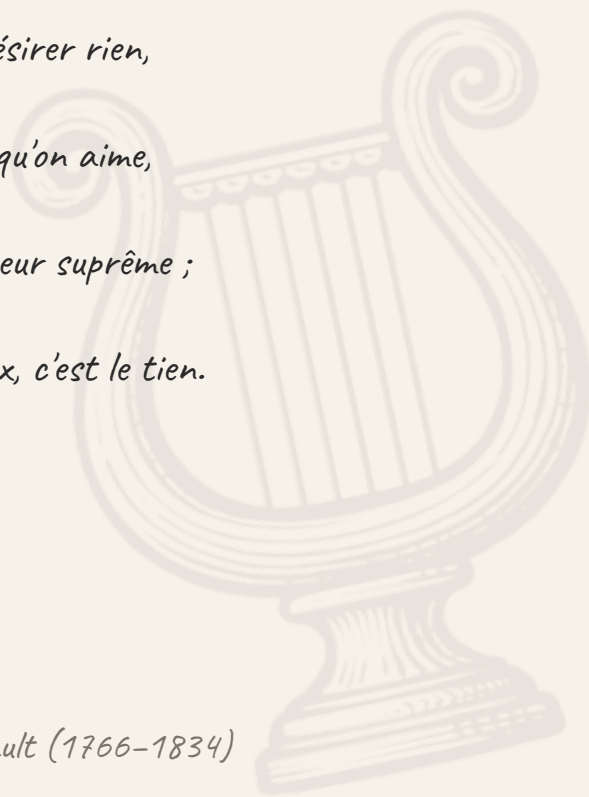 ésirer rien,
qu'on aime,
eur suprême ;
x, c'est le tien.
ult (1766–1834)